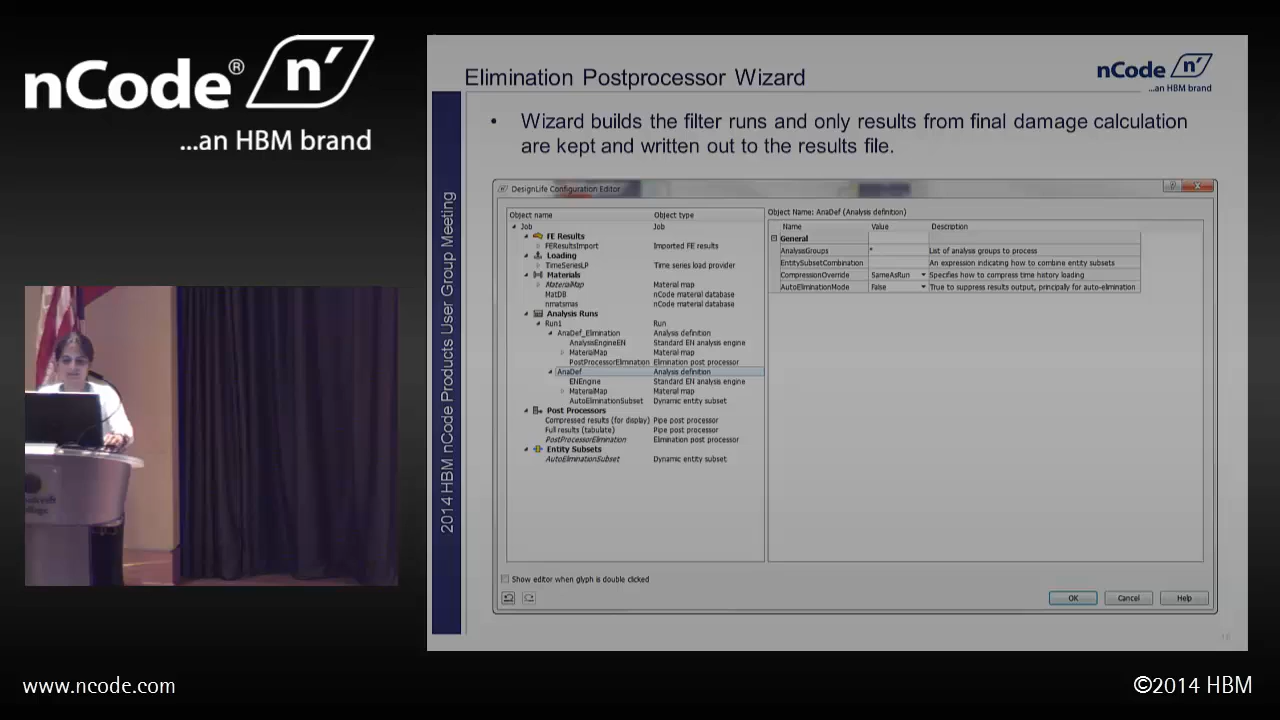 nCode® n'
...an HBM brand
Elimination Postprocessor Wizard
nCode n'
...an HBM brand
2014 HBM nCode Products User Group Meeting
• Wizard builds the filter runs and only results from final damage calculation
are kept and written out to the results file.
DesignLife Configuration Editor
Object name Object type
Job Job
FE Results
FEResultsImport Imported FE results
Loading
TimeSeriesLP Time series load provider
Materials
MaterialMap Material map
MatDB nCode material database
nmatsmas nCode material database
Analysis Runs
Run1 Run
AnaDef_Elimination Analysis definition
AnalysisEngineEN Standard EN analysis engine
MaterialMap Material map
PostProcessorElimination Elimination post processor
AnaDef Analysis definition
ENEngine Standard EN analysis engine
MaterialMap Material map
AutoEliminationSubset Dynamic entity subset
Post Processors
Compressed results (for display) Pipe post processor
Full results (tabulate) Pipe post processor
PostProcessorElimination Elimination post processor
Entity Subsets
AutoEliminationSubset Dynamic entity subset
Object Name: AnaDef (Analysis definition)
Name Value Description
General
AnalysisGroups * List of analysis groups to process
EntitySubsetCombination An expression indicating how to combine entity subsets
CompressionOverride SameAsRun Specifies how to compress time history loading
AutoEliminationMode False True to suppress results output, principally for auto-elimination
Show editor when glyph is double clicked
OK Cancel Help
www.ncode.com
©2014 HBM